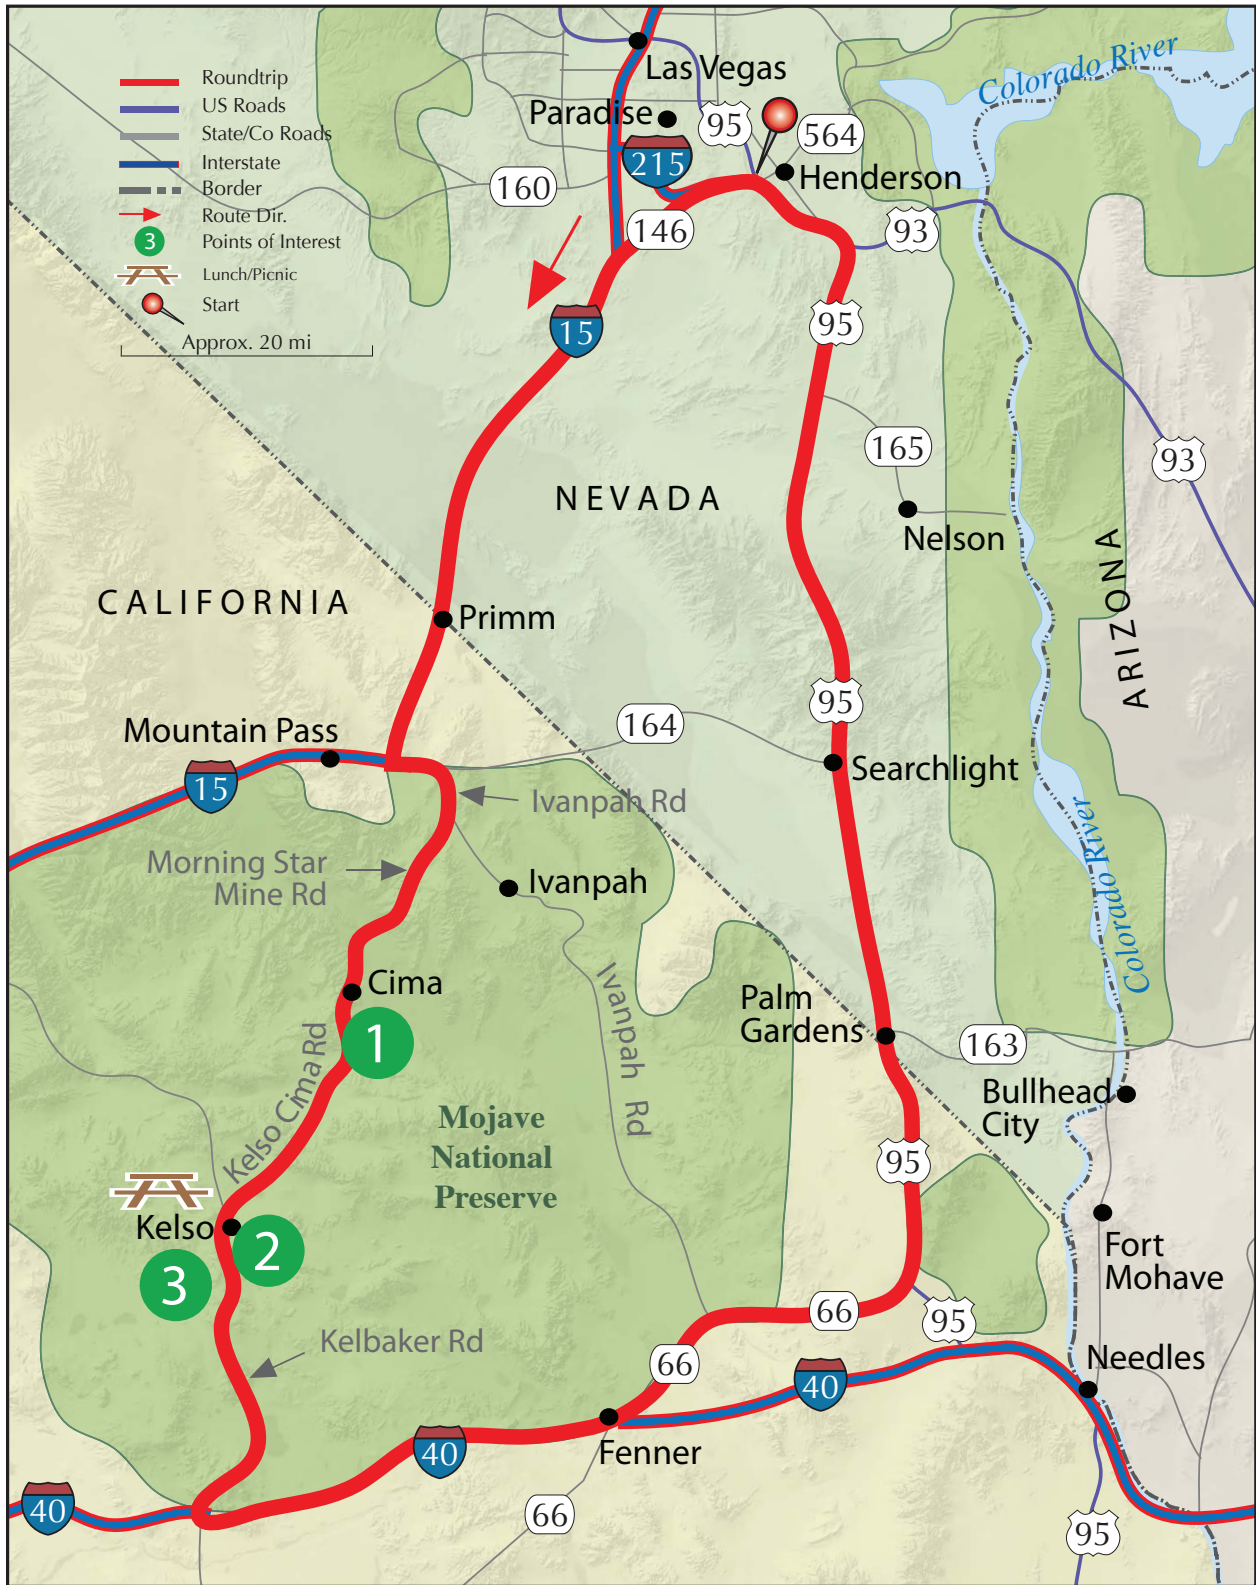 Roundtrip
US Roads
State/Co Roads
Interstate
Border
Route Dir.
3
Points of Interest
Lunch/Picnic
Start
Approx. 20 mi
Las Vegas
Colorado River
Paradise
95
564
215
160
Henderson
146
93
15
95
165
93
NEVADA
Nelson
ARIZONA
CALIFORNIA
Primm
95
164
Mountain Pass
Searchlight
15
Ivanpah Rd
Colorado River
Morning Star
Mine Rd
Ivanpah
Cima
Ivanpah Rd
Palm
Gardens
1
163
Kelso Cima Rd
Bullhead
City
Mojave
National
Preserve
95
Kelso
2
3
Fort
Mohave
66
95
Kelbaker Rd
66
Needles
40
40
Fenner
40
66
95